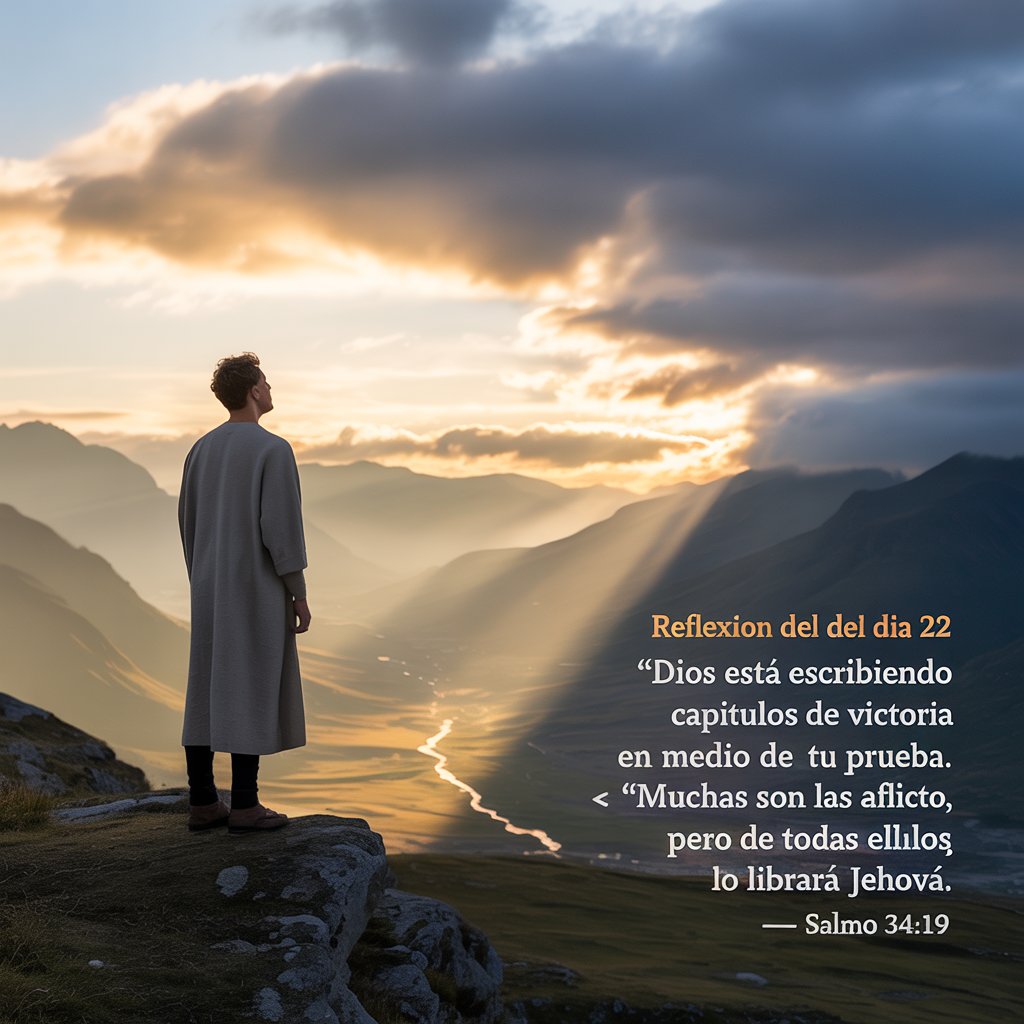 Reflexion del del dia 22
“Dios está escribiendo
capitulos de victoria
en medio de tu prueba.
< “Muchas son las aflicto,
pero de todas ellılos,
lo librará Jehová.
— Salmo 34:19